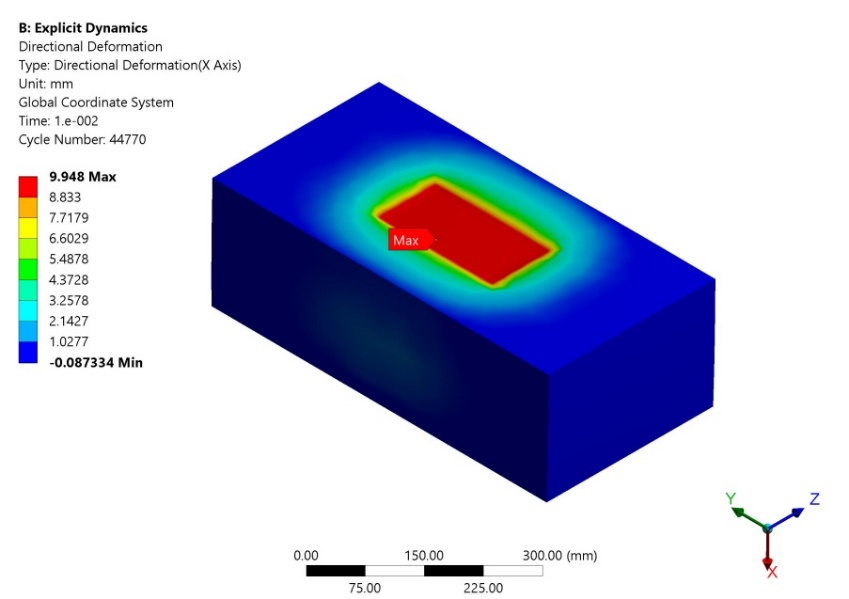 B: Explicit Dynamics
Directional Deformation
Type: Directional Deformation(X Axis)
Unit: mm
Global Coordinate System
Time: 1.e-002
Cycle Number: 44770
9.948 Max
8.833
7.7179
6.6029
5.4878
4.3728
3.2578
2.1427
1.0277
-0.087334 Min
Max
Y
Z
X
0.00 150.00 300.00 (mm)
75.00 225.00